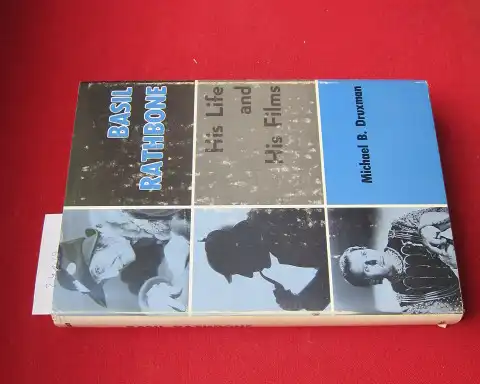 BASIL
RATHBONE
His Life
and
His Films
Michael B. Druxman
BASIL RATHBONE